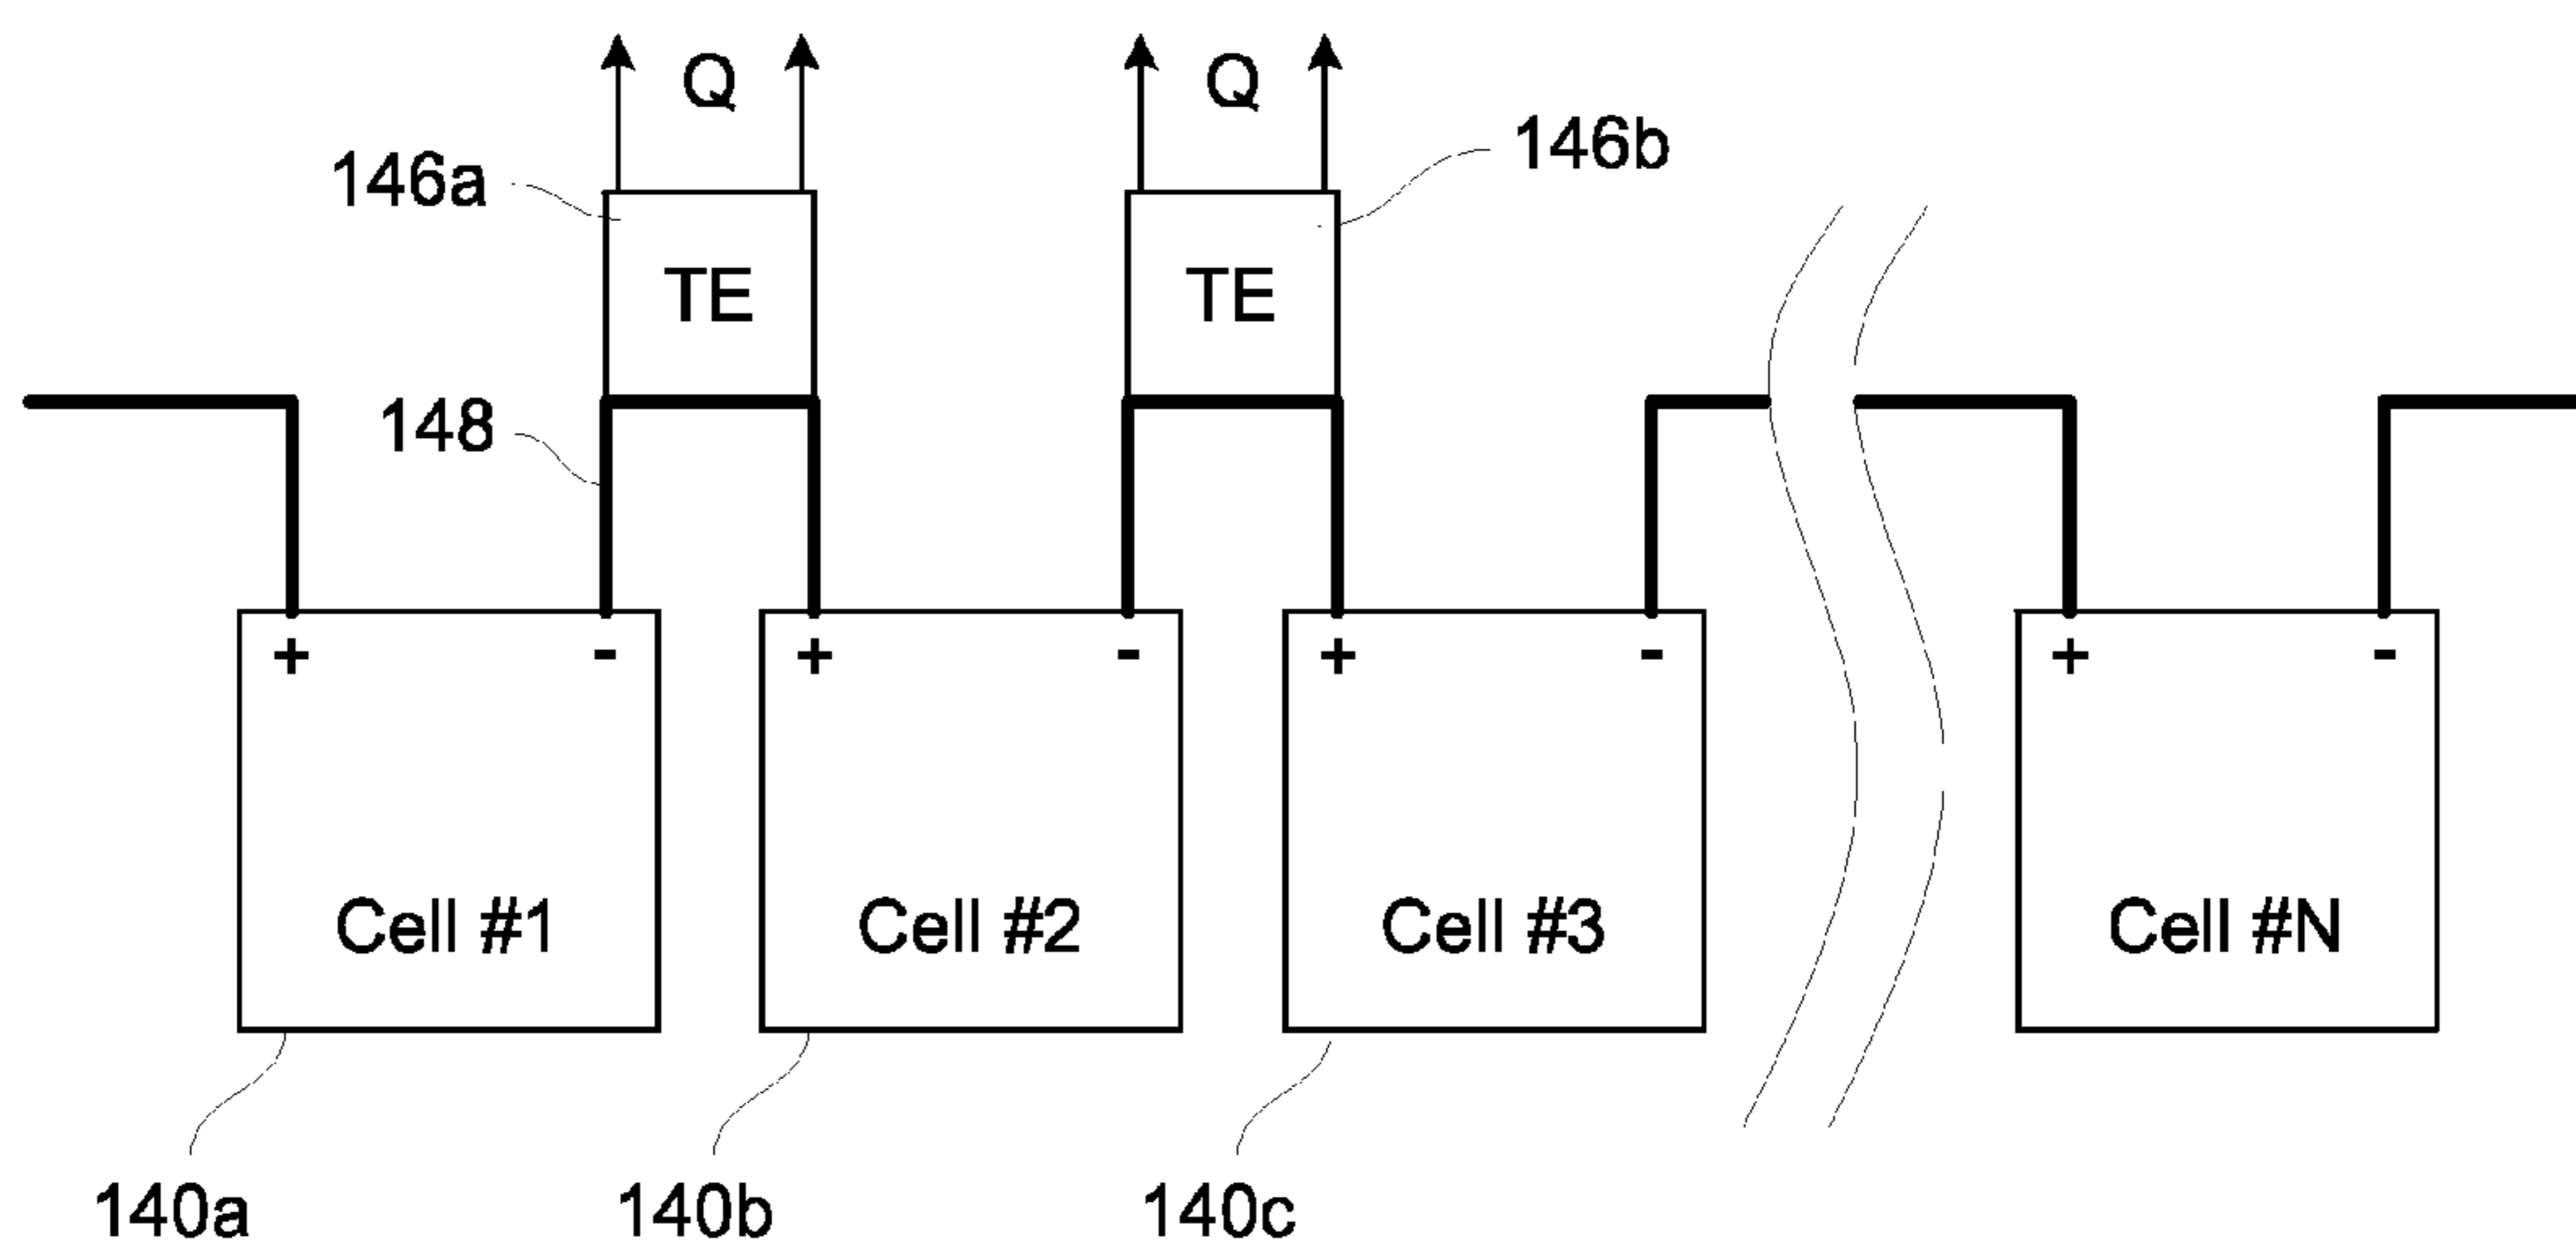 Q Q
146a 146b
TE TE
148
+ - + - + - + -
Cell #1 Cell #2 Cell #3 Cell #N
140a 140b 140c